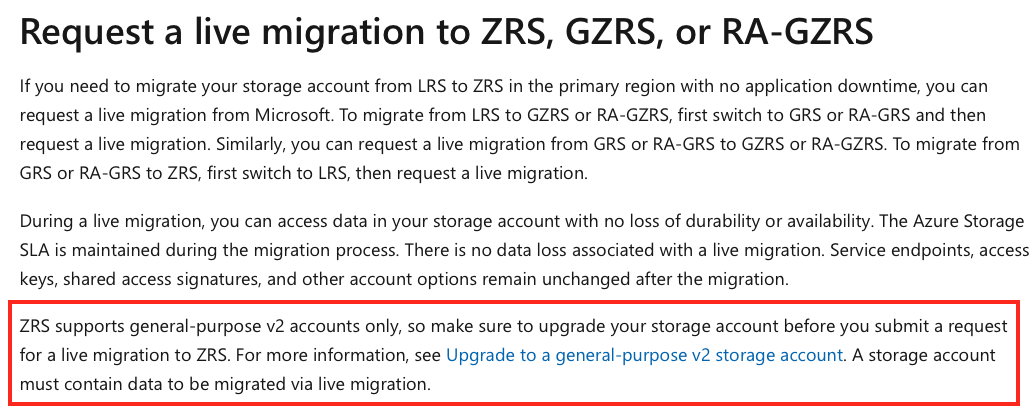 Request a live migration to ZRS, GZRS, or RA-GZRS
If you need to migrate your storage account from LRS to ZRS in the primary region with no application downtime, you can
request a live migration from Microsoft. To migrate from LRS to GZRS or RA-GZRS, first switch to GRS or RA-GRS and then
request a live migration. Similarly, you can request a live migration from GRS or RA-GRS to GZRS or RA-GZRS. To migrate from
GRS or RA-GRS to ZRS, first switch to LRS, then request a live migration.
During a live migration, you can access data in your storage account with no loss of durability or availability. The Azure Storage
SLA is maintained during the migration process. There is no data loss associated with a live migration. Service endpoints, access
keys, shared access signatures, and other account options remain unchanged after the migration.
ZRS supports general-purpose v2 accounts only, so make sure to upgrade your storage account before you submit a request
for a live migration to ZRS. For more information, see Upgrade to a general-purpose v2 storage account. A storage account
must contain data to be migrated via live migration.